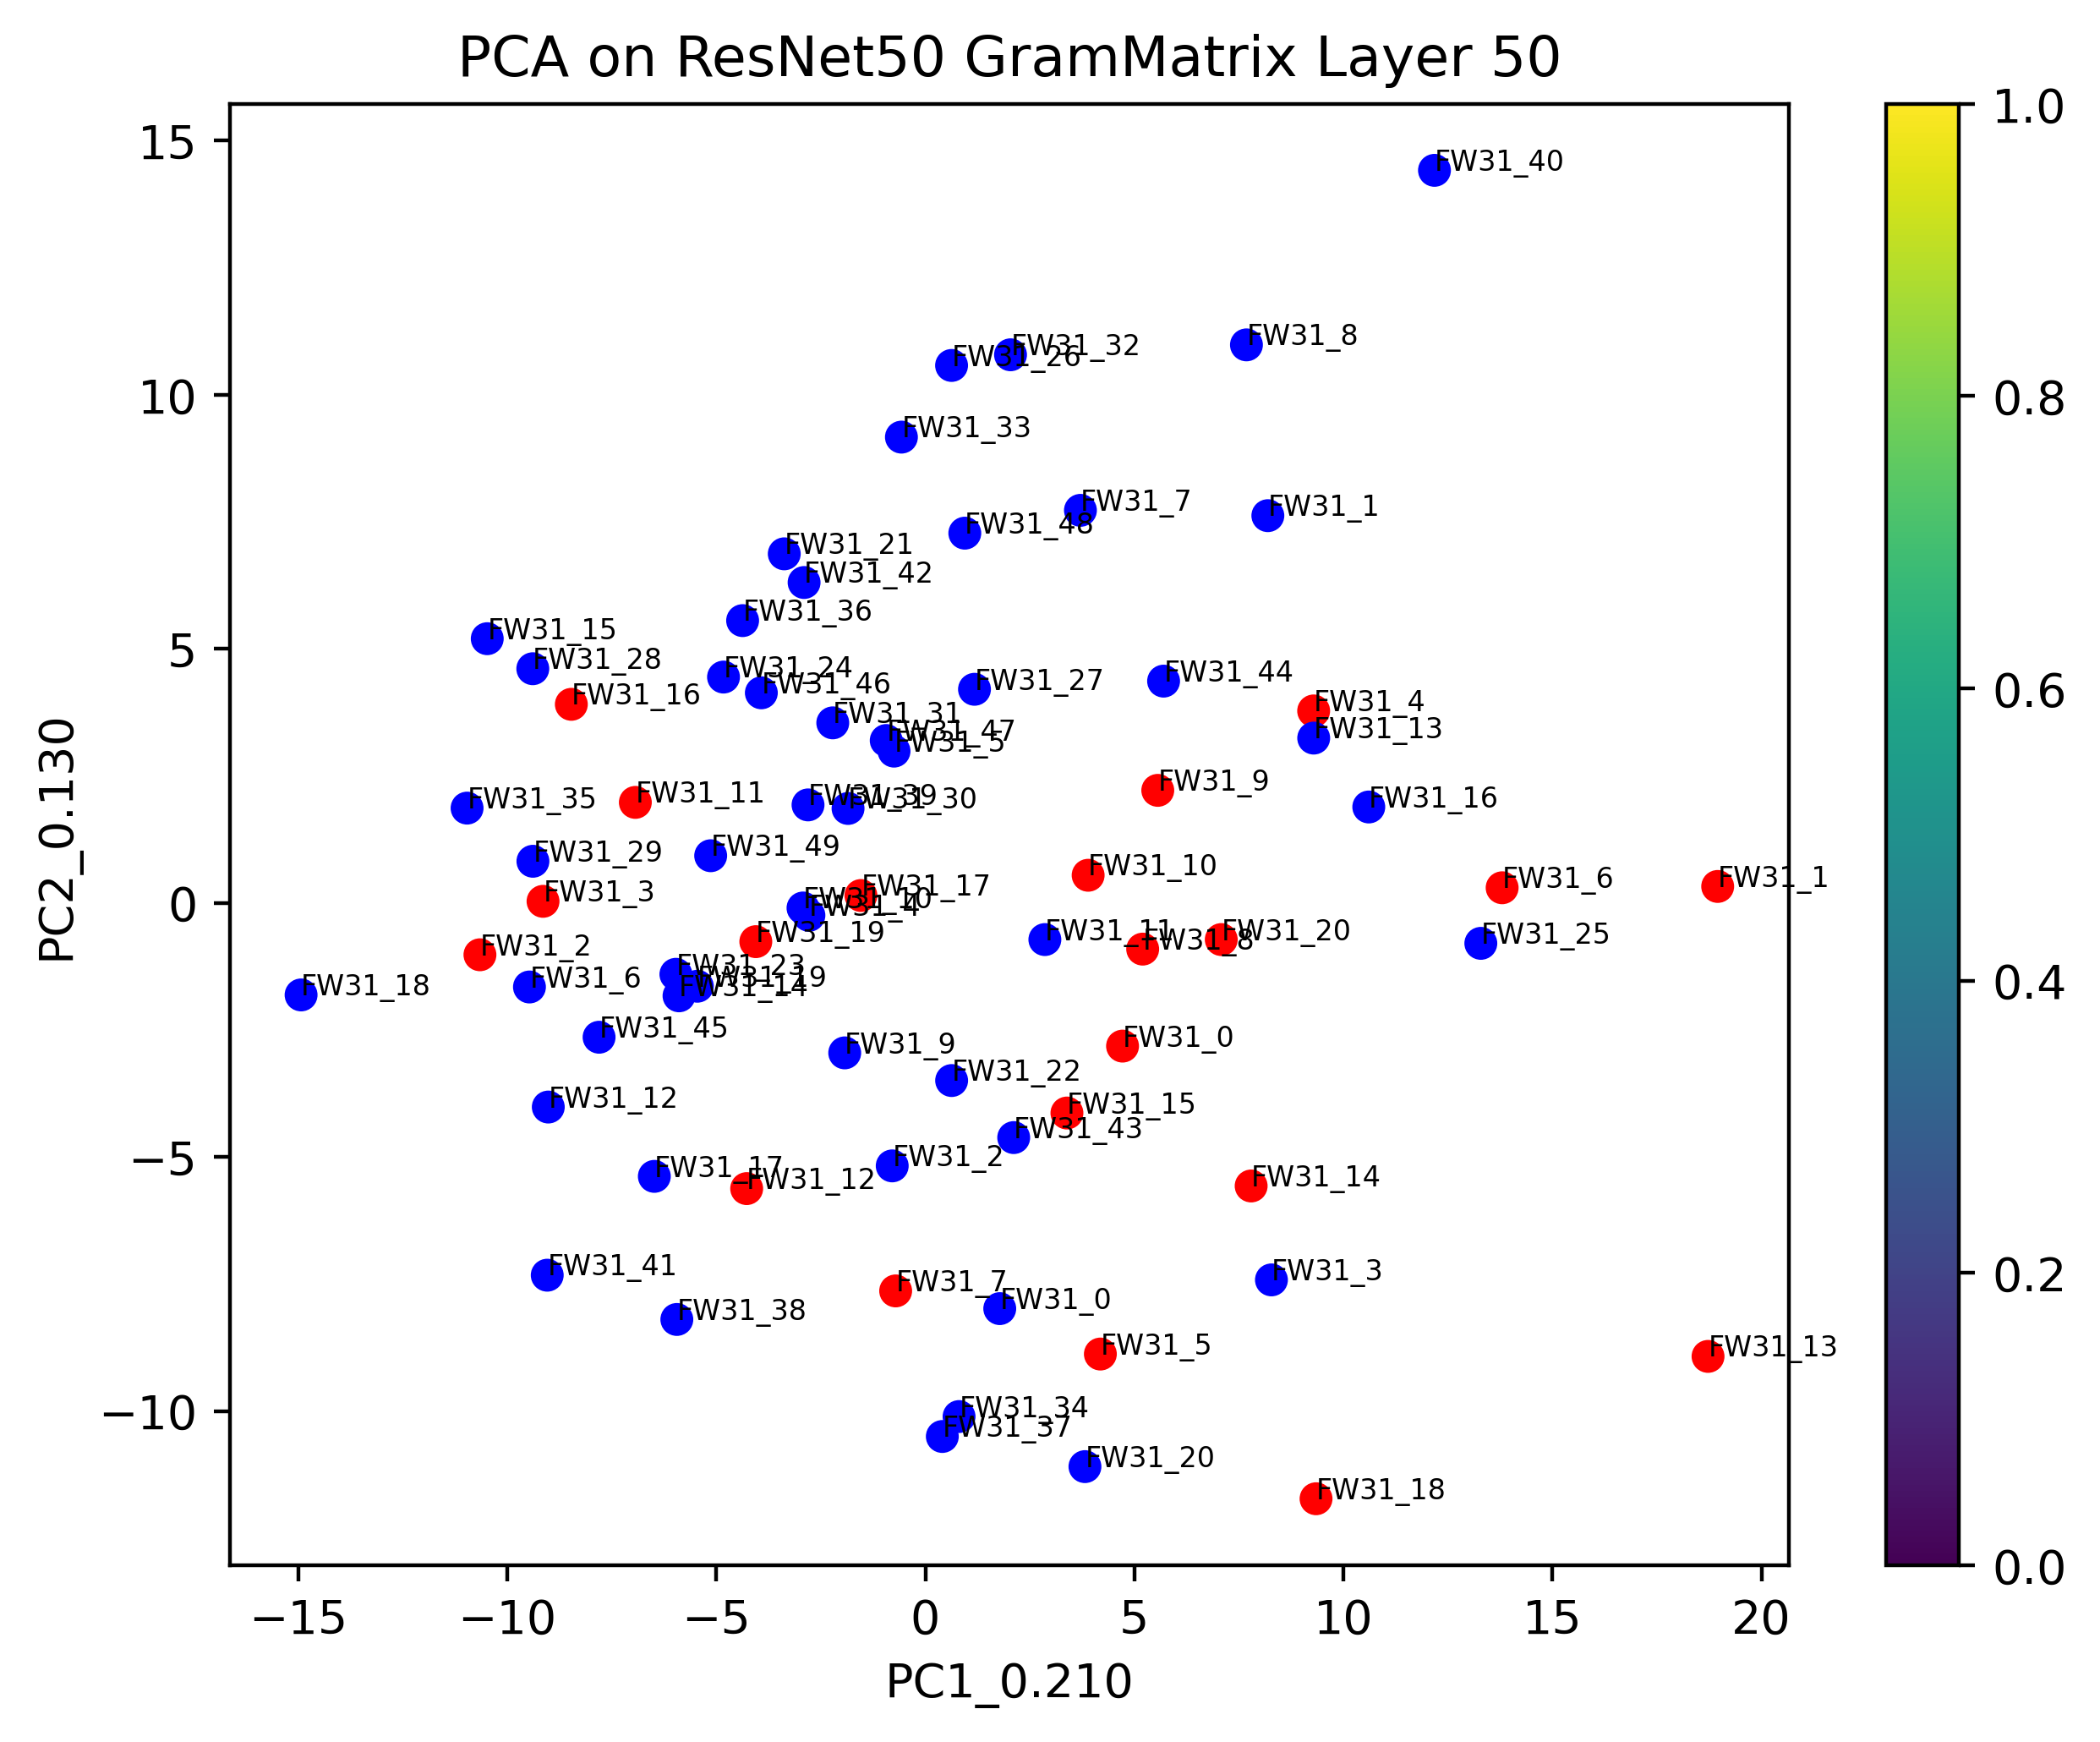 PCA on ResNet50 GramMatrix Layer 50
15
10
5
0
−5
−10
PC2_0.130
FW31_40
FW31_8
FW31_32
FW31_26
FW31_33
FW31_7
FW31_1
FW31_48
FW31_21
FW31_42
FW31_36
FW31_15
FW31_28
FW31_24
FW31_46
FW31_27
FW31_44
FW31_16
FW31_4
FW31_31
FW31_13
FW31_47
FW31_5
FW31_9
FW31_35
FW31_11
FW31_39
FW31_30
FW31_16
FW31_49
FW31_29
FW31_10
FW31_3
FW31_17
FW31_6
FW31_1
FW31_10
FW31_4
FW31_19
FW31_11
FW31_8
FW31_20
FW31_25
FW31_2
FW31_23
FW31_19
FW31_14
FW31_18
FW31_6
FW31_45
FW31_9
FW31_0
FW31_22
FW31_12
FW31_15
FW31_43
FW31_2
FW31_17
FW31_12
FW31_14
FW31_41
FW31_7
FW31_3
FW31_38
FW31_0
FW31_5
FW31_13
FW31_34
FW31_37
FW31_20
FW31_18
−15
−10
−5
0
5
10
15
20
PC1_0.210
1.0
0.8
0.6
0.4
0.2
0.0